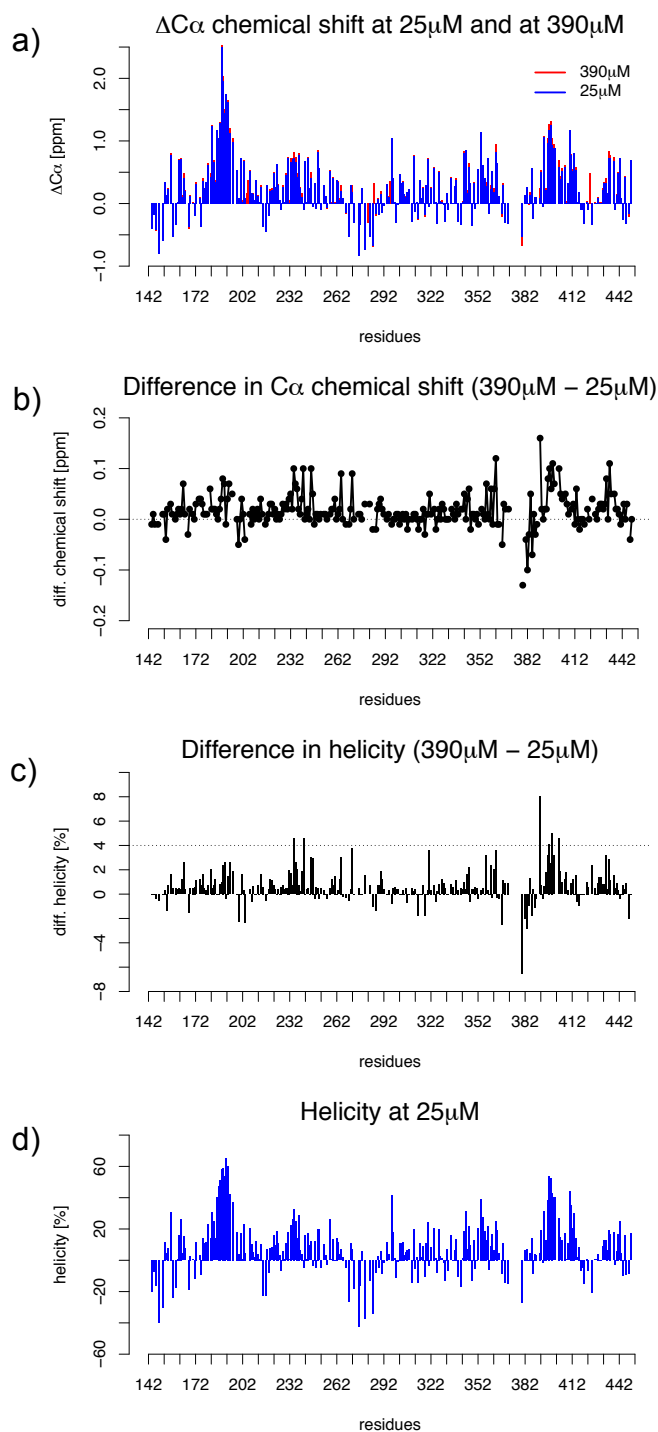 a)
ΔCα chemical shift at 25μM and at 390μM
390μM
25μM
ΔCα [ppm]
2.0
1.0
0.0
−1.0
142 172 202 232 262 292 322 352 382 412 442
residues
b)
Difference in Cα chemical shift (390μM − 25μM)
diff. chemical shift [ppm]
0.2
0.1
0.0
−0.1
−0.2
142 172 202 232 262 292 322 352 382 412 442
residues
c)
Difference in helicity (390μM − 25μM)
diff. helicity [%]
8
6
4
2
0
−4
−8
142 172 202 232 262 292 322 352 382 412 442
residues
d)
Helicity at 25μM
helicity [%]
60
20
−20
−60
142 172 202 232 262 292 322 352 382 412 442
residues